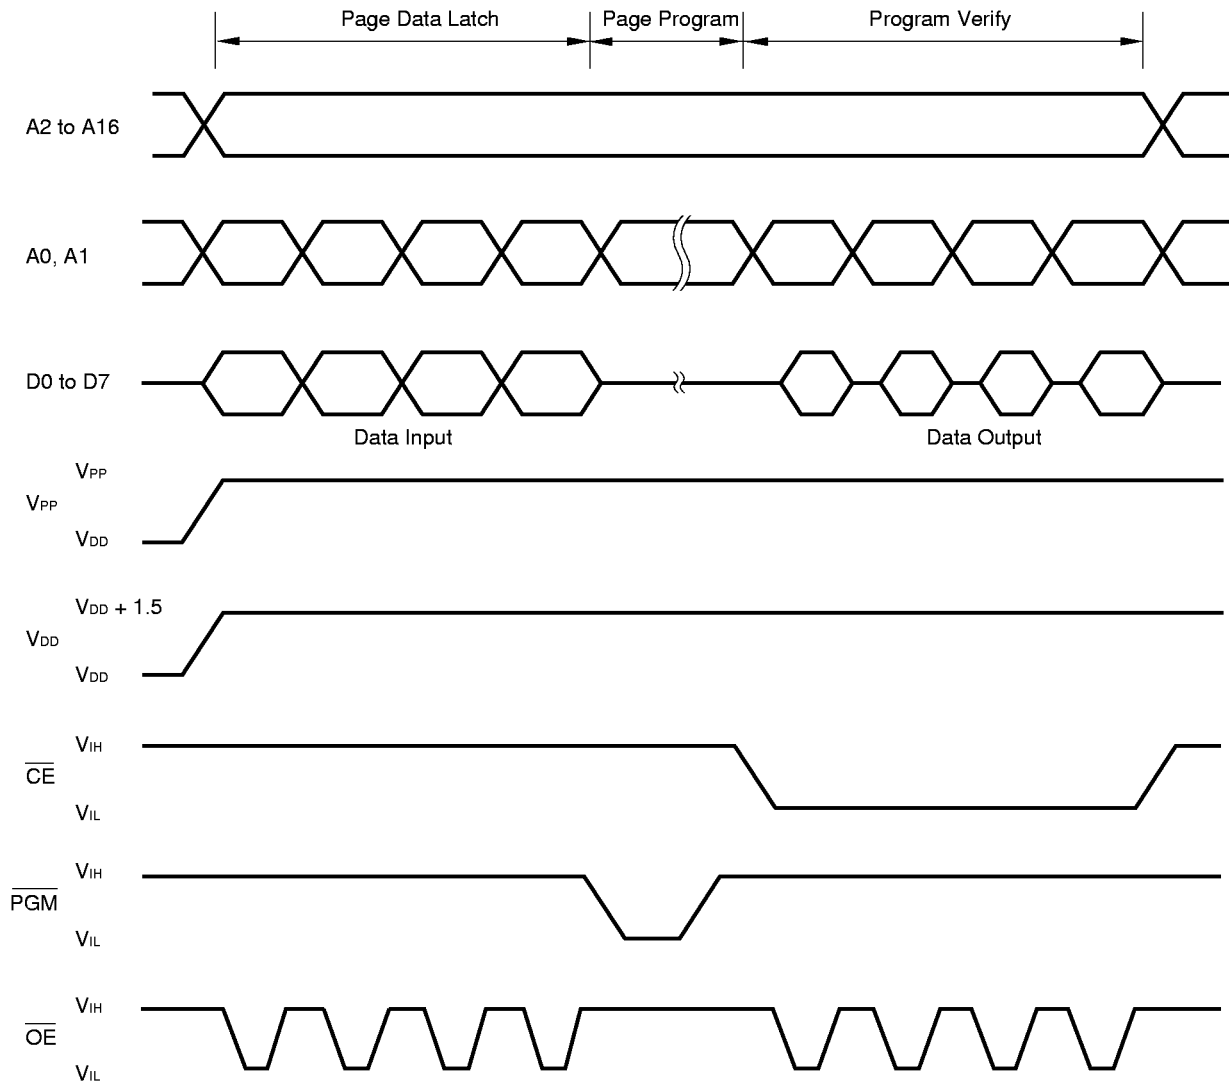 Page Data Latch Page Program Program Verify
A2 to A16
A0, A1
D0 to D7
Data Input Data Output
VPP
VPP
VDD
VDD + 1.5
VDD
VDD
VIH
CE
VIL
VIH
PGM
VIL
VIH
OE
VIL